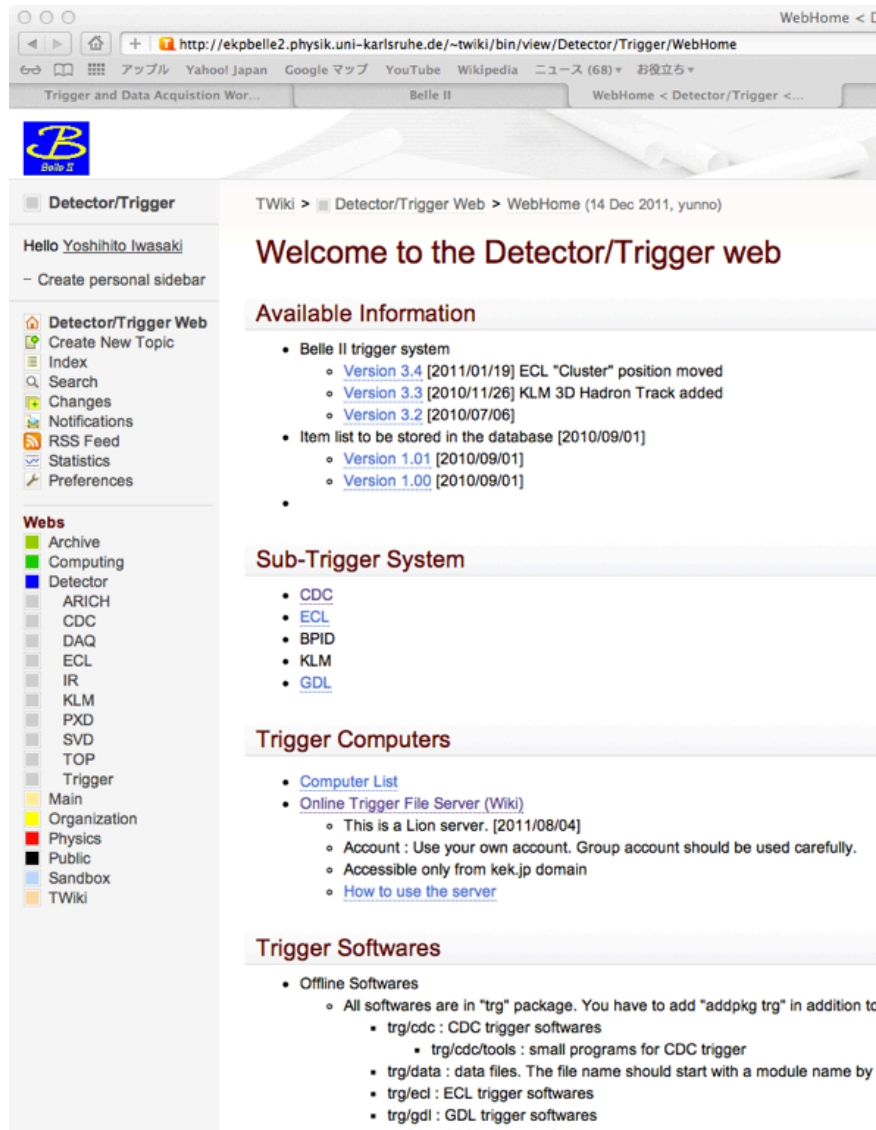 WebHome < D
http://ekpbelle2.physik.uni-karlsruhe.de/~twiki/bin/view/Detector/Trigger/WebHome
アップル Yahoo! Japan Google マップ YouTube Wikipedia ニュース (68)▾ お役立ち▾
Trigger and Data Acquistion Wor... Belle II WebHome < Detector/Trigger <...
B
Belle II
Detector/Trigger
Hello Yoshihito Iwasaki
– Create personal sidebar
Detector/Trigger Web
Create New Topic
Index
Search
Changes
Notifications
RSS Feed
Statistics
Preferences
Webs
Archive
Computing
Detector
ARICH
CDC
DAQ
ECL
IR
KLM
PXD
SVD
TOP
Trigger
Main
Organization
Physics
Public
Sandbox
TWiki
TWiki > Detector/Trigger Web > WebHome (14 Dec 2011, yunno)
Welcome to the Detector/Trigger web
Available Information
• Belle II trigger system
◦ Version 3.4 [2011/01/19] ECL "Cluster" position moved
◦ Version 3.3 [2010/11/26] KLM 3D Hadron Track added
◦ Version 3.2 [2010/07/06]
• Item list to be stored in the database [2010/09/01]
◦ Version 1.01 [2010/09/01]
◦ Version 1.00 [2010/09/01]
•
Sub-Trigger System
• CDC
• ECL
• BPID
• KLM
• GDL
Trigger Computers
• Computer List
• Online Trigger File Server (Wiki)
◦ This is a Lion server. [2011/08/04]
◦ Account : Use your own account. Group account should be used carefully.
◦ Accessible only from kek.jp domain
◦ How to use the server
Trigger Softwares
• Offline Softwares
◦ All softwares are in "trg" package. You have to add "addpkg trg" in addition to
▪ trg/cdc : CDC trigger softwares
▪ trg/cdc/tools : small programs for CDC trigger
▪ trg/data : data files. The file name should start with a module name by
▪ trg/ecl : ECL trigger softwares
▪ trg/gdl : GDL trigger softwares